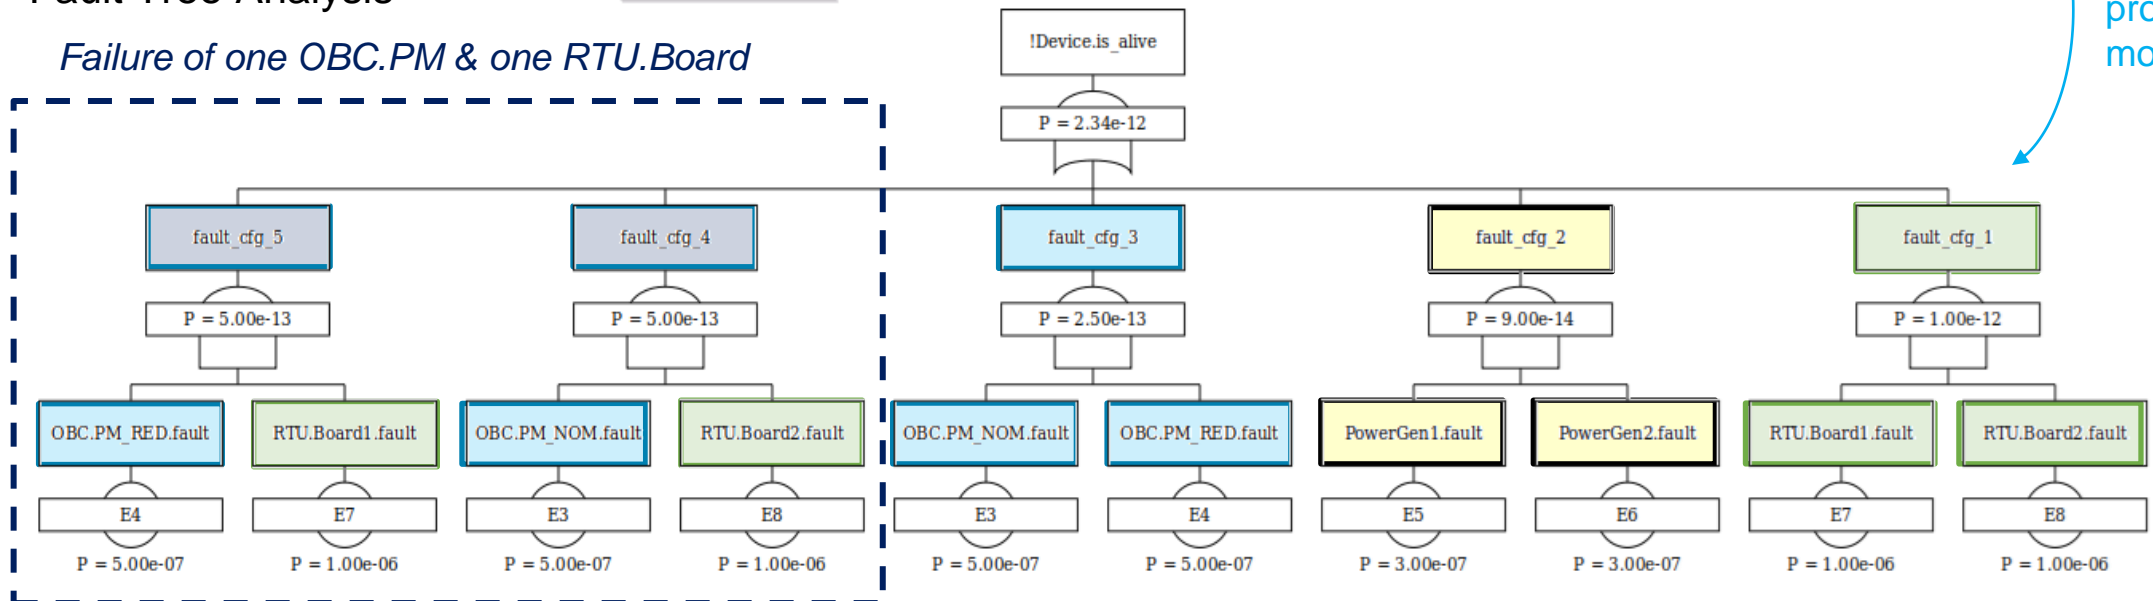 Fault Tree Analysis
Failure of one OBC.PM & one RTU.Board
!Device.is_alive
P = 2.34e-12
fault_cfg_5
fault_cfg_4
fault_cfg_3
fault_cfg_2
fault_cfg_1
P = 5.00e-13
P = 5.00e-13
P = 2.50e-13
P = 9.00e-14
P = 1.00e-12
OBC.PM_RED.fault
RTU.Board1.fault
OBC.PM_NOM.fault
RTU.Board2.fault
OBC.PM_NOM.fault
OBC.PM_RED.fault
PowerGen1.fault
PowerGen2.fault
RTU.Board1.fault
RTU.Board2.fault
E4
E7
E3
E8
E3
E4
E5
E6
E7
E8
P = 5.00e-07
P = 1.00e-06
P = 5.00e-07
P = 1.00e-06
P = 5.00e-07
P = 5.00e-07
P = 3.00e-07
P = 3.00e-07
P = 1.00e-06
P = 1.00e-06